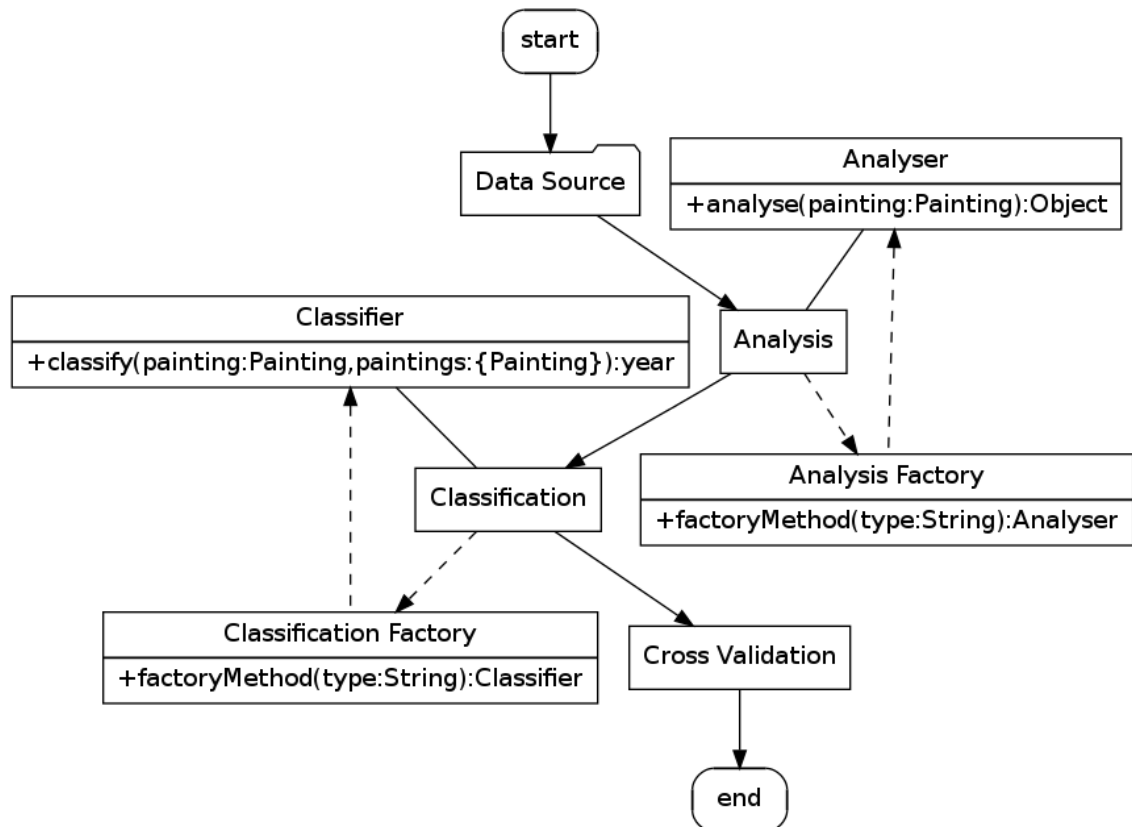 start
Data Source
Analyser
+analyse(painting:Painting):Object
Classifier
+classify(painting:Painting,paintings:{Painting}):year
Analysis
Classification
Analysis Factory
+factoryMethod(type:String):Analyser
Classification Factory
+factoryMethod(type:String):Classifier
Cross Validation
end